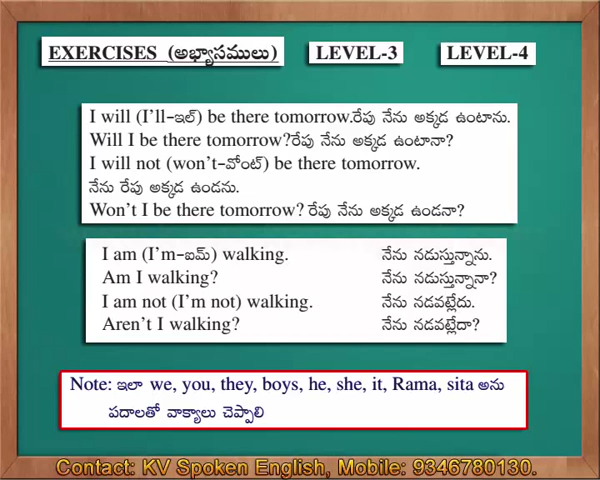 EXERCISES (అభ్యాసములు) LEVEL-3 LEVEL-4
I will (I'll-ఇల్) be there tomorrow.రేపు నేను అక్కడ ఉంటాను.
Will I be there tomorrow?రేపు నేను అక్కడ ఉంటానా?
I will not (won't-వోంట్) be there tomorrow.
నేను రేపు అక్కడ ఉండను.
Won't I be there tomorrow? రేపు నేను అక్కడ ఉండనా?
I am (I'm-ఐమ్) walking. నేను నడుస్తున్నాను.
Am I walking? నేను నడుస్తున్నానా?
I am not (I'm not) walking. నేను నడవట్లేదు.
Aren't I walking? నేను నడవట్లేదా?
Note: ఇలా we, you, they, boys, he, she, it, Rama, sita అను
పదాలతో వాక్యాలు చెప్పాలి
Contact: KV Spoken English, Mobile: 9346780130.